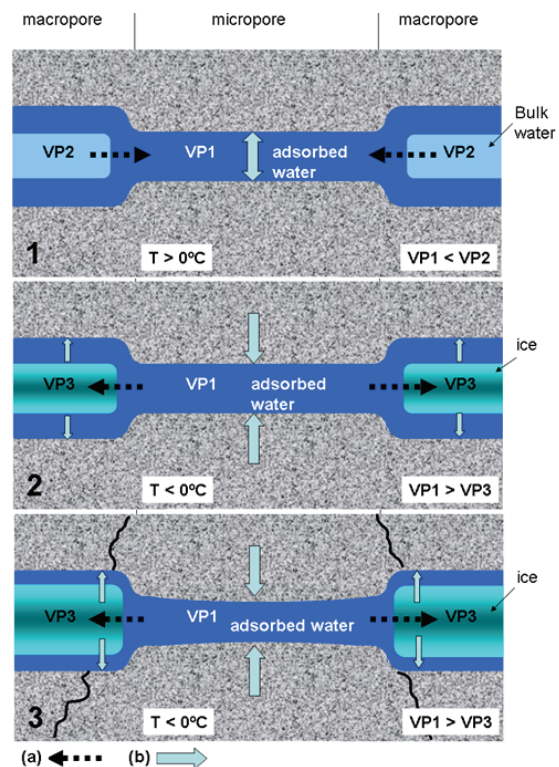 macropore micropore macropore
Bulk
water
VP2 VP1 adsorbed
water VP2
1 T > 0ºC VP1 < VP2
ice
VP3 VP1 adsorbed
water VP3
2 T < 0ºC VP1 > VP3
ice
VP3 VP1 adsorbed water VP3
3 T < 0ºC VP1 > VP3
(a) (b)